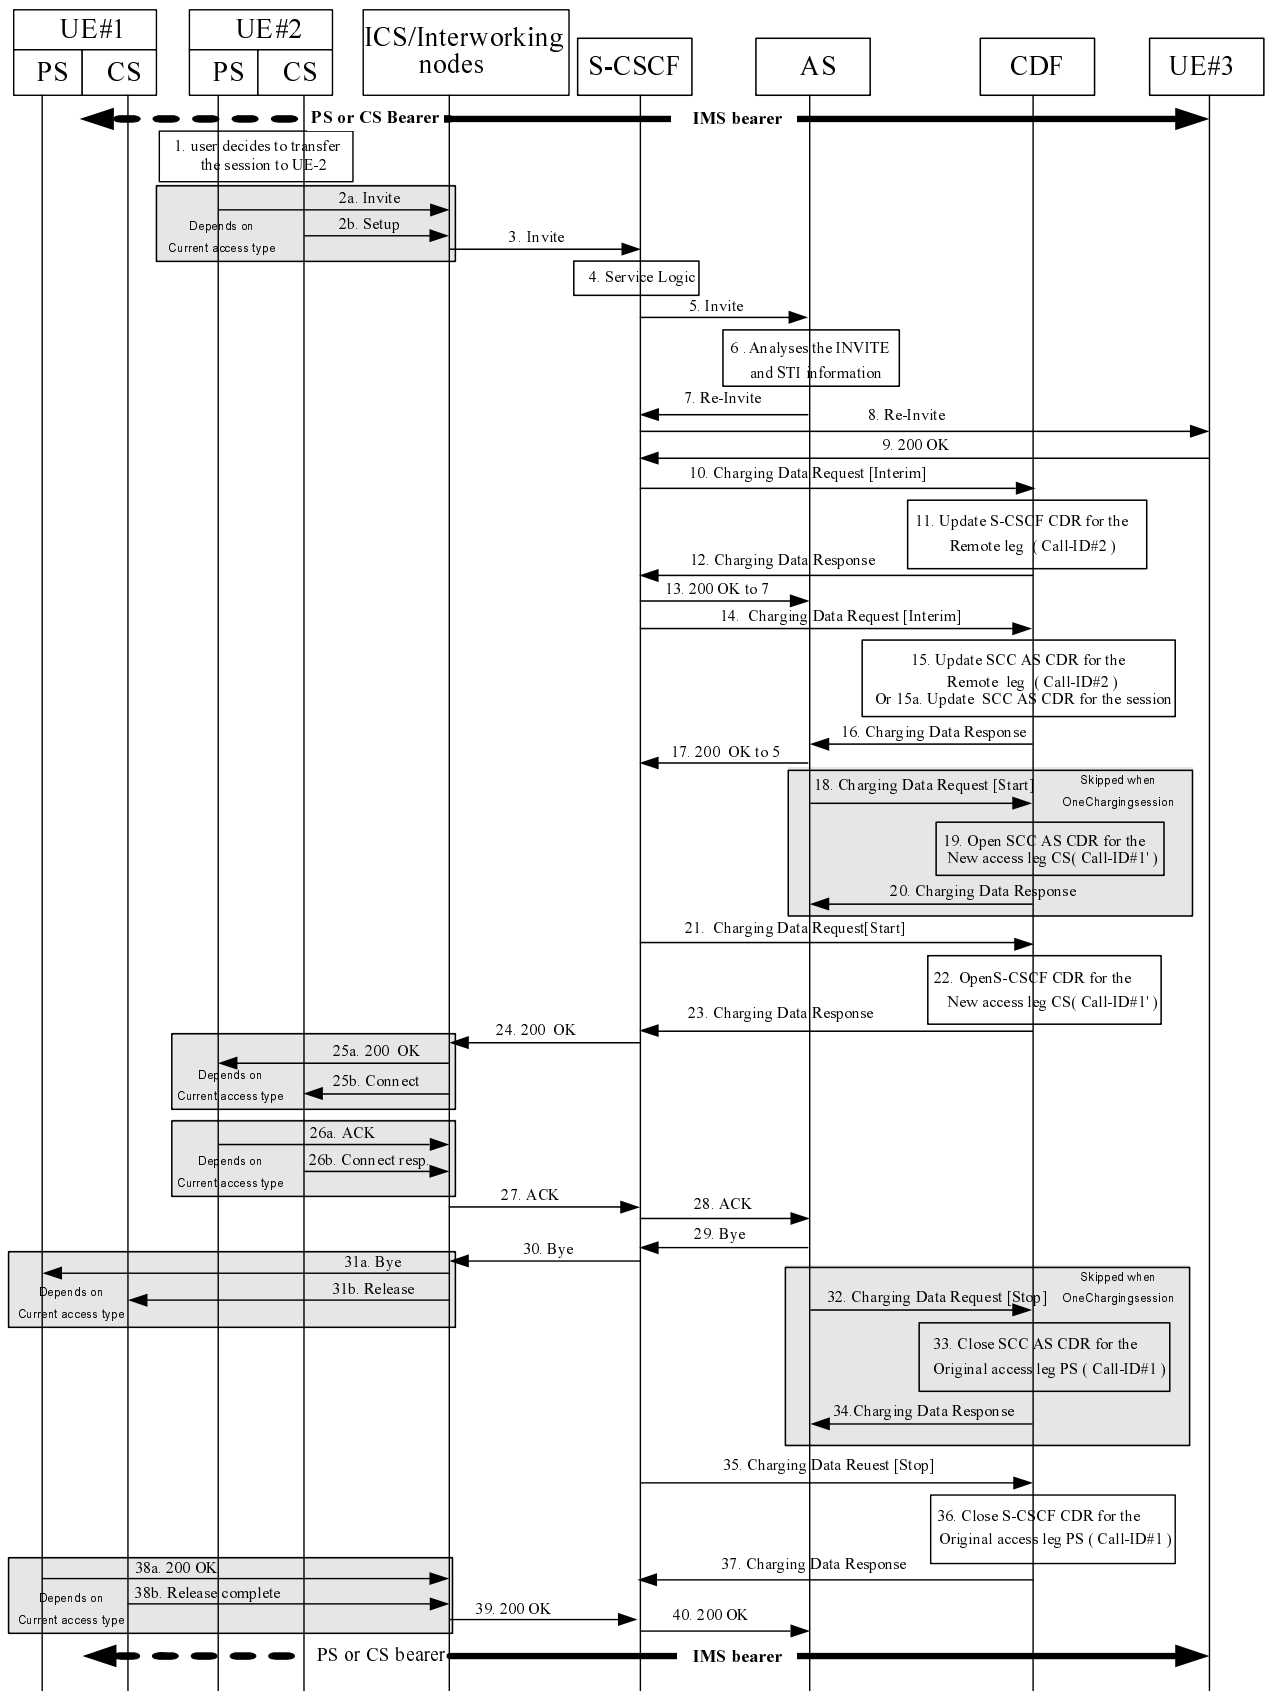 UE#1
UE#2
ICS/Interworking
nodes
S-CSCF
AS
CDF
UE#3
PS
CS
PS
CS
PS or CS Bearer
IMS bearer
1. user decides to transfer
the session to UE-2
2a. Invite
2b. Setup
Depends on
Current access type
3. Invite
4. Service Logic
5. Invite
6 . Analyses the INVITE
and STI information
7. Re-Invite
8. Re-Invite
9. 200 OK
10. Charging Data Request [Interim]
11. Update S-CSCF CDR for the
Remote leg ( Call-ID#2 )
12. Charging Data Response
13. 200 OK to 7
14. Charging Data Request [Interim]
15. Update SCC AS CDR for the
Remote leg ( Call-ID#2 )
Or 15a. Update SCC AS CDR for the session
16. Charging Data Response
17. 200 OK to 5
Skipped when
OneChargingsession
18. Charging Data Request [Start]
19. Open SCC AS CDR for the
New access leg CS( Call-ID#1' )
20. Charging Data Response
21. Charging Data Request[Start]
22. OpenS-CSCF CDR for the
New access leg CS( Call-ID#1' )
23. Charging Data Response
24. 200 OK
25a. 200 OK
Depends on
25b. Connect
Current access type
26a. ACK
26b. Connect resp.
Depends on
Current access type
27. ACK
28. ACK
29. Bye
30. Bye
31a. Bye
31b. Release
Depends on
Current access type
Skipped when
OneChargingsession
32. Charging Data Request [Stop]
33. Close SCC AS CDR for the
Original access leg PS ( Call-ID#1 )
34.Charging Data Response
35. Charging Data Reuest [Stop]
36. Close S-CSCF CDR for the
Original access leg PS ( Call-ID#1 )
37. Charging Data Response
38a. 200 OK
38b. Release complete
Depends on
Current access type
39. 200 OK
40. 200 OK
PS or CS bearer
IMS bearer